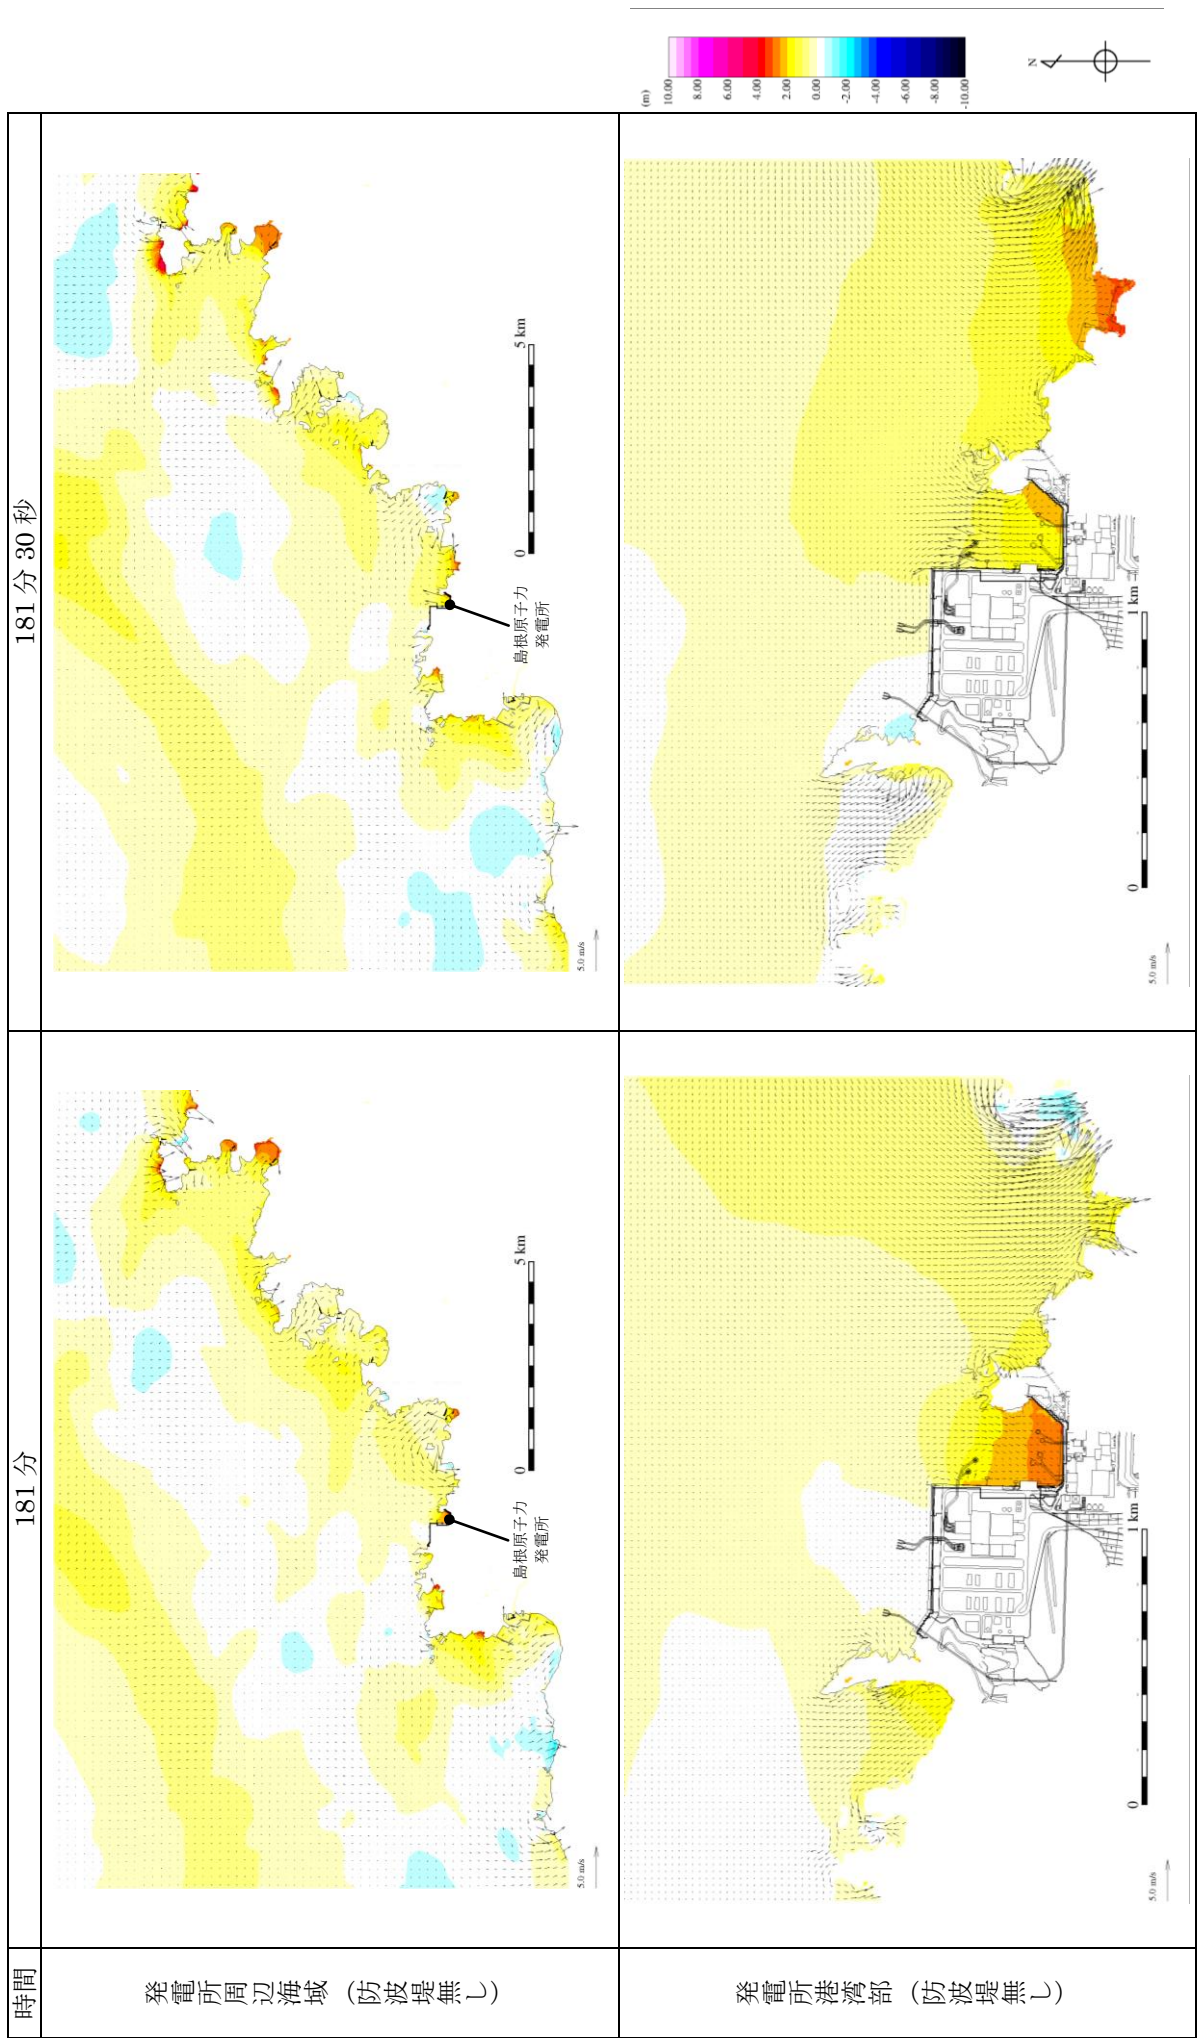 時間
181分
181分30秒
発電所周辺海域（防波堤無し）
島根原子力
発電所
0
5 km
5.0 m/s
島根原子力
発電所
0
5 km
5.0 m/s
発電所港湾部（防波堤無し）
0
1 km
5.0 m/s
0
1 km
5.0 m/s
(m)
10.00
8.00
6.00
4.00
2.00
0.00
-2.00
-4.00
-6.00
-8.00
-10.00
N